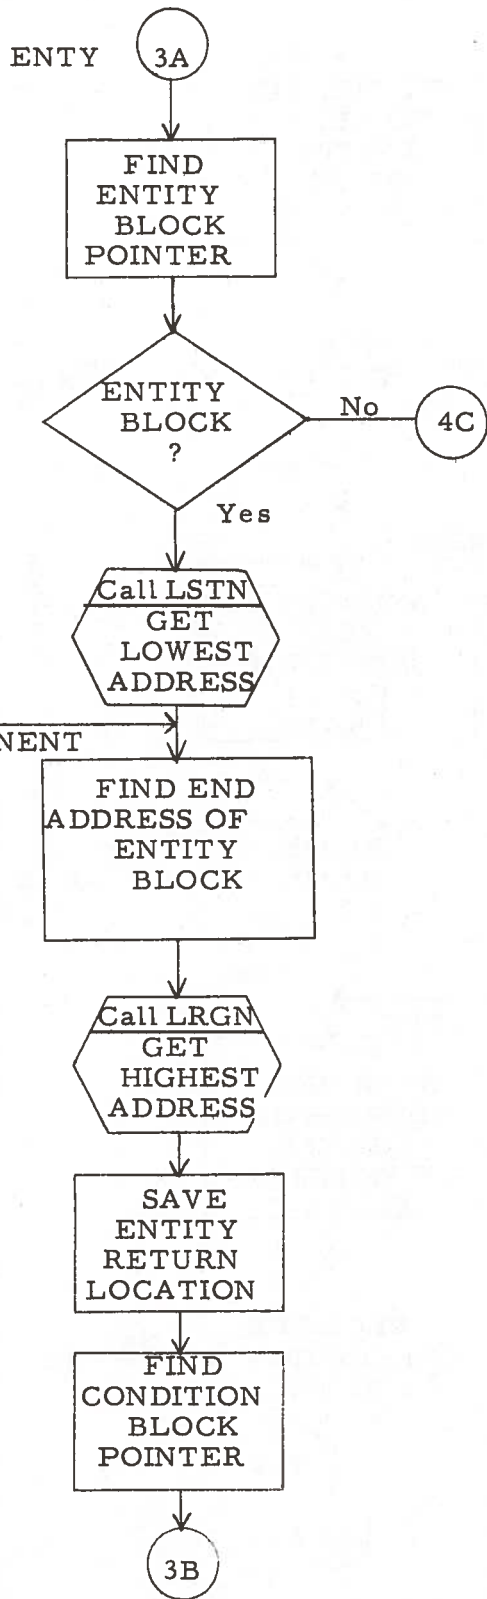 ENTY 3A
FIND
ENTITY
BLOCK
POINTER
ENTITY
BLOCK
?
No
4C
Yes
Call LSTN
GET
LOWEST
ADDRESS
NENT
FIND END
ADDRESS OF
ENTITY
BLOCK
Call LRGN
GET
HIGHEST
ADDRESS
SAVE
ENTITY
RETURN
LOCATION
FIND
CONDITION
BLOCK
POINTER
3B